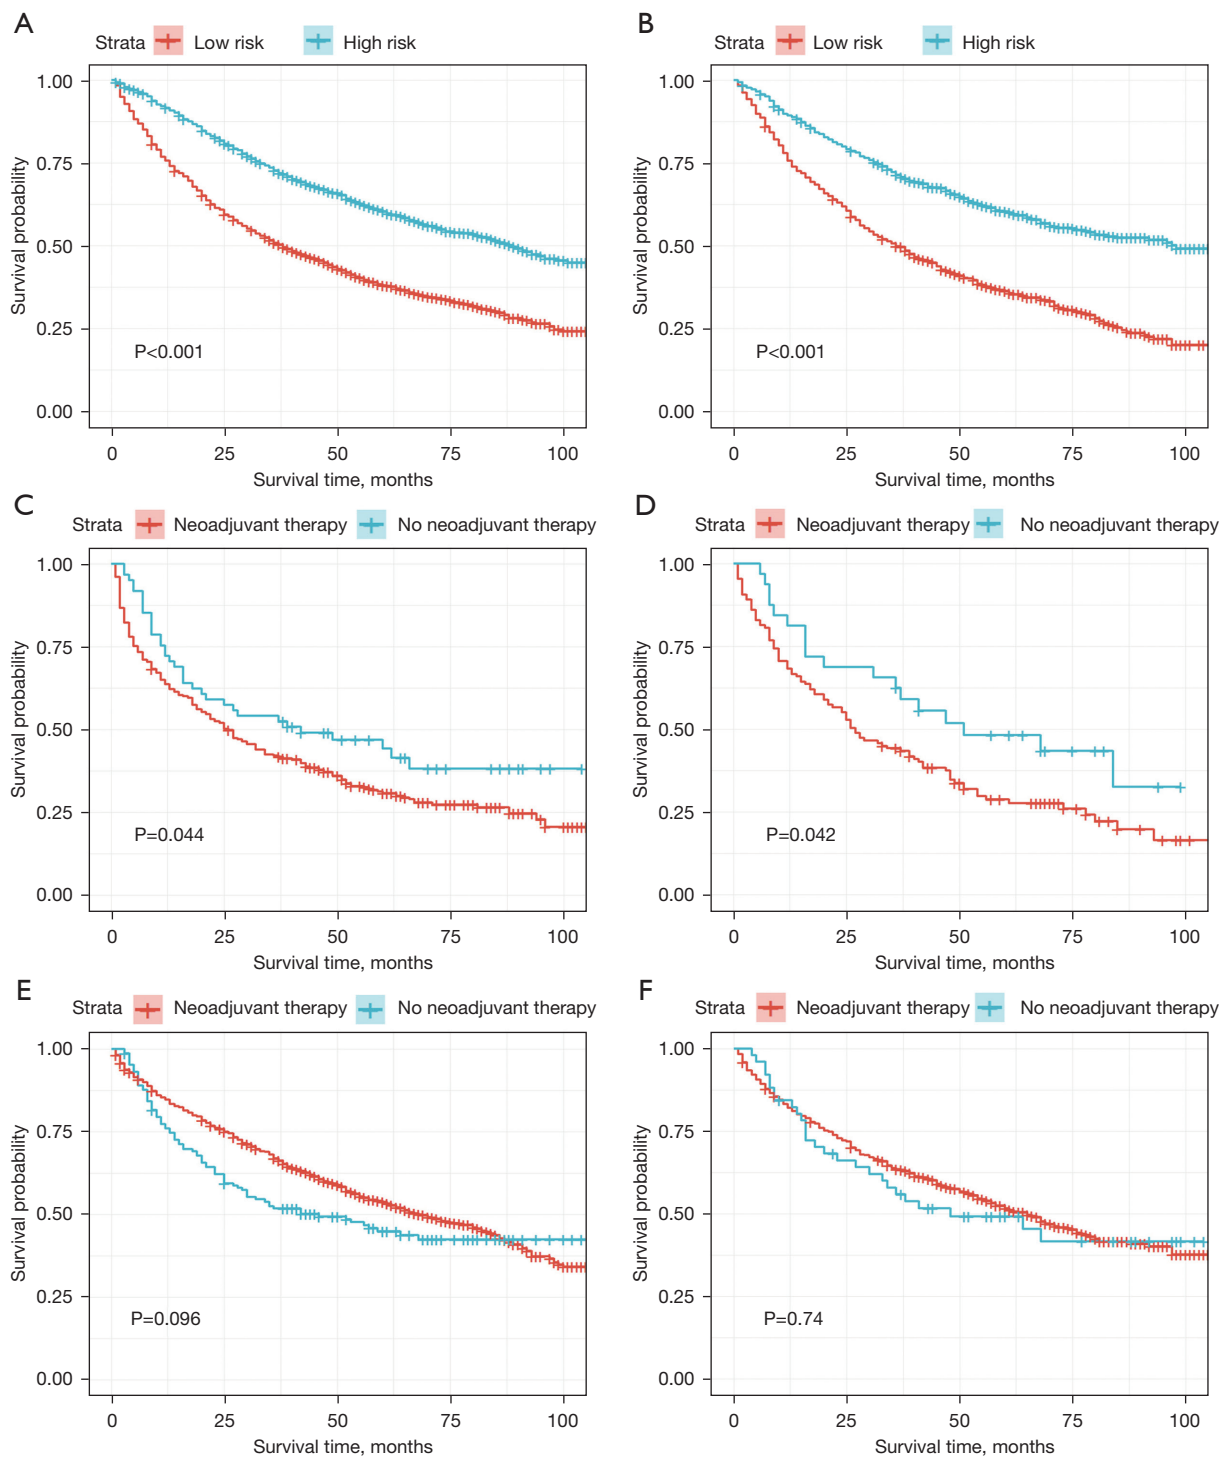 A
Strata Low risk High risk
1.00
0.75
0.50
0.25
0.00
Survival probability
P<0.001
0 25 50 75 100
Survival time, months
B
Strata Low risk High risk
1.00
0.75
0.50
0.25
0.00
Survival probability
P<0.001
0 25 50 75 100
Survival time, months
C
Strata Neoadjuvant therapy No neoadjuvant therapy
1.00
0.75
0.50
0.25
0.00
Survival probability
P=0.044
0 25 50 75 100
Survival time, months
D
Strata Neoadjuvant therapy No neoadjuvant therapy
1.00
0.75
0.50
0.25
0.00
Survival probability
P=0.042
0 25 50 75 100
Survival time, months
E
Strata Neoadjuvant therapy No neoadjuvant therapy
1.00
0.75
0.50
0.25
0.00
Survival probability
P=0.096
0 25 50 75 100
Survival time, months
F
Strata Neoadjuvant therapy No neoadjuvant therapy
1.00
0.75
0.50
0.25
0.00
Survival probability
P=0.74
0 25 50 75 100
Survival time, months